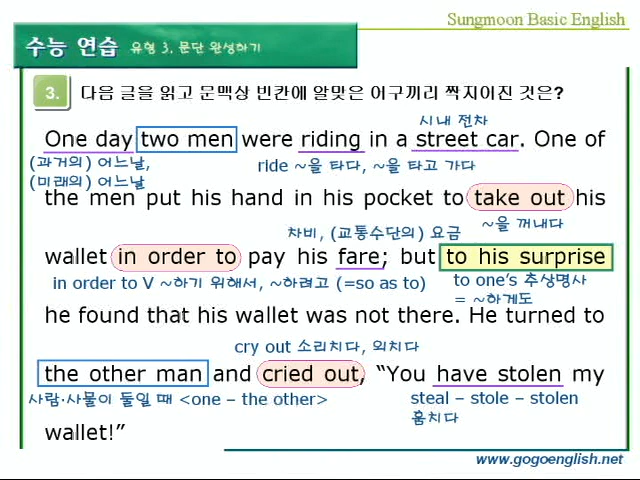 Sungmoon Basic English
수능 연습 유형 3. 문단 완성하기
3. 다음 글을 읽고 문맥상 빈칸에 알맞은 어구끼리 짝지어진 것은?
시내 전차
One day two men were riding in a street car. One of
(과거의) 어느날, ride ~을 타다, ~을 타고 가다
(미래의) 어느날
the men put his hand in his pocket to take out his
차비, (교통수단의) 요금 ~을 꺼내다
wallet in order to pay his fare; but to his surprise
in order to V ~하기 위해서, ~하려고 (=so as to) to one's 추상명사
= ~하게도
he found that his wallet was not there. He turned to
cry out 소리치다, 외치다
the other man and cried out, “You have stolen my
사람·사물이 둘일 때 <one – the other> steal – stole – stolen
훔치다
wallet!”
www.gogoenglish.net